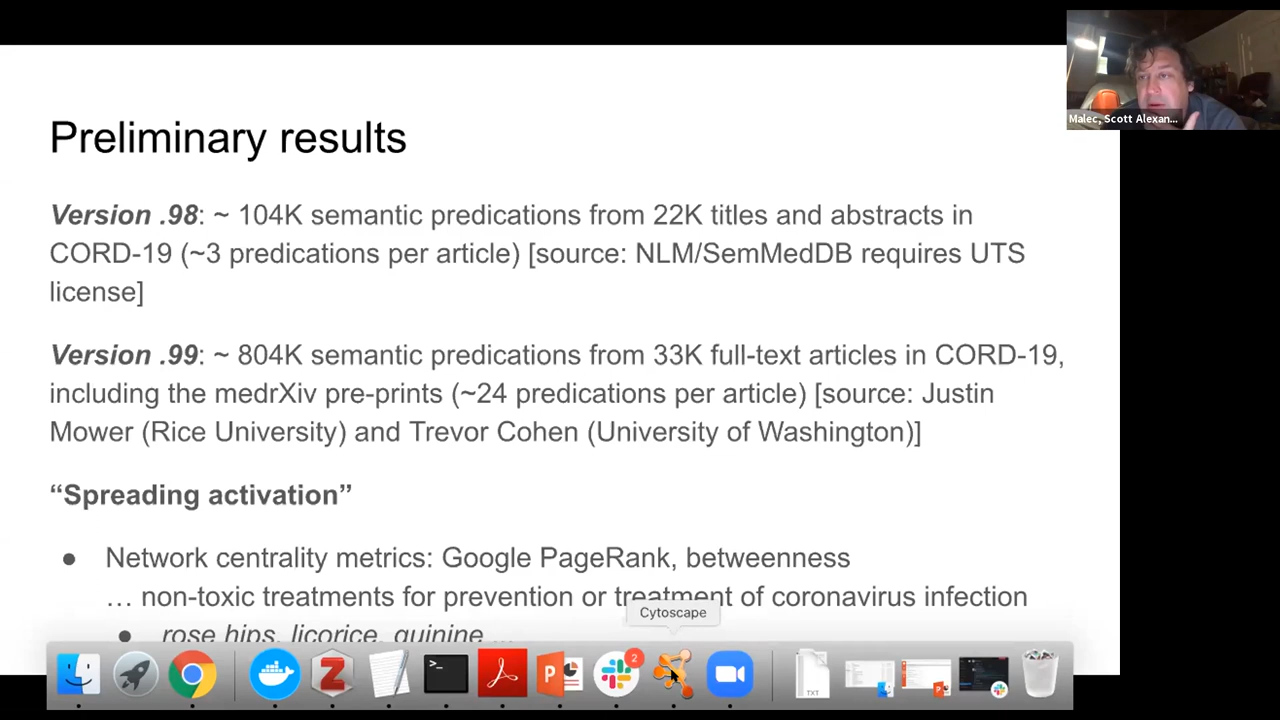 Malec, Scott Alexan...
Preliminary results
Version .98: ~ 104K semantic predications from 22K titles and abstracts in
CORD-19 (~3 predications per article) [source: NLM/SemMedDB requires UTS
license]
Version .99: ~ 804K semantic predications from 33K full-text articles in CORD-19,
including the medrXiv pre-prints (~24 predications per article) [source: Justin
Mower (Rice University) and Trevor Cohen (University of Washington)]
“Spreading activation”
● Network centrality metrics: Google PageRank, betweenness
… non-toxic treatments for prevention or treatment of coronavirus infection
Cytoscape
● rose hips, licorice, quinine ...
Z
>_
P
2
TXT
P